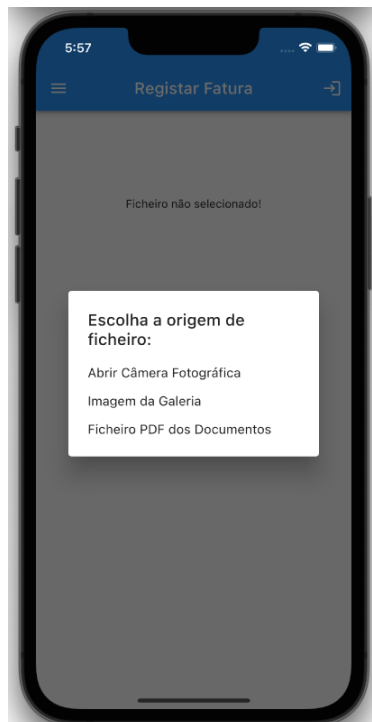 5:57
Registar Fatura
Ficheiro não selecionado!
Escolha a origem de
ficheiro:
Abrir Câmera Fotográfica
Imagem da Galeria
Ficheiro PDF dos Documentos